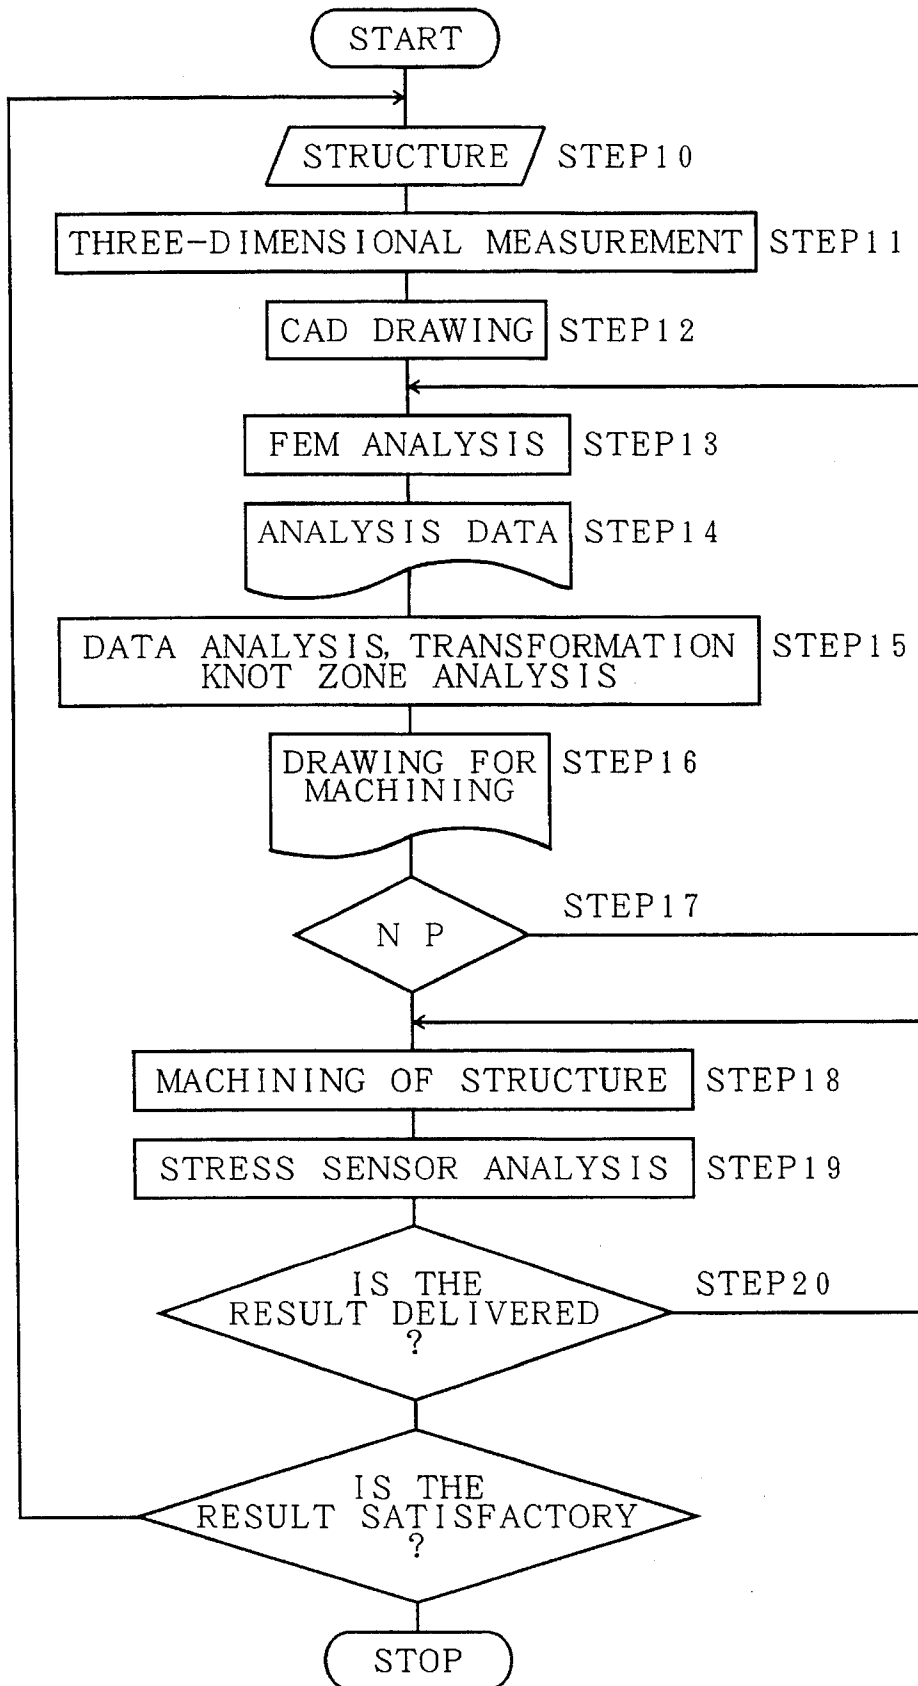 START
STRUCTURE STEP10
THREE-DIMENSIONAL MEASUREMENT STEP11
CAD DRAWING STEP12
FEM ANALYSIS STEP13
ANALYSIS DATA STEP14
DATA ANALYSIS, TRANSFORMATION STEP15
KNOT ZONE ANALYSIS
DRAWING FOR STEP16
MACHINING
STEP17
N P
MACHINING OF STRUCTURE STEP18
STRESS SENSOR ANALYSIS STEP19
IS THE STEP20
RESULT DELIVERED
?
IS THE
RESULT SATISFACTORY
?
STOP